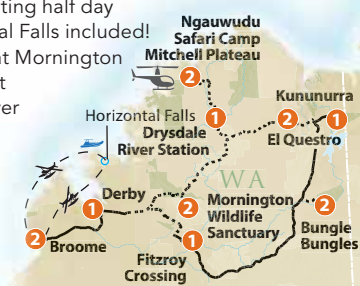 ting half day
al Falls included!
at Mornington
t
ver
Ngauwudu
Safari Camp
Mitchell Plateau
2
Kununurra
Horizontal Falls
1
2
1
Drysdale
River Station
El Questro
WA
Derby
1
2
Mornington
Wildlife
Sanctuary
2
Bungle
Bungles
2
Broome
1
Fitzroy
Crossing